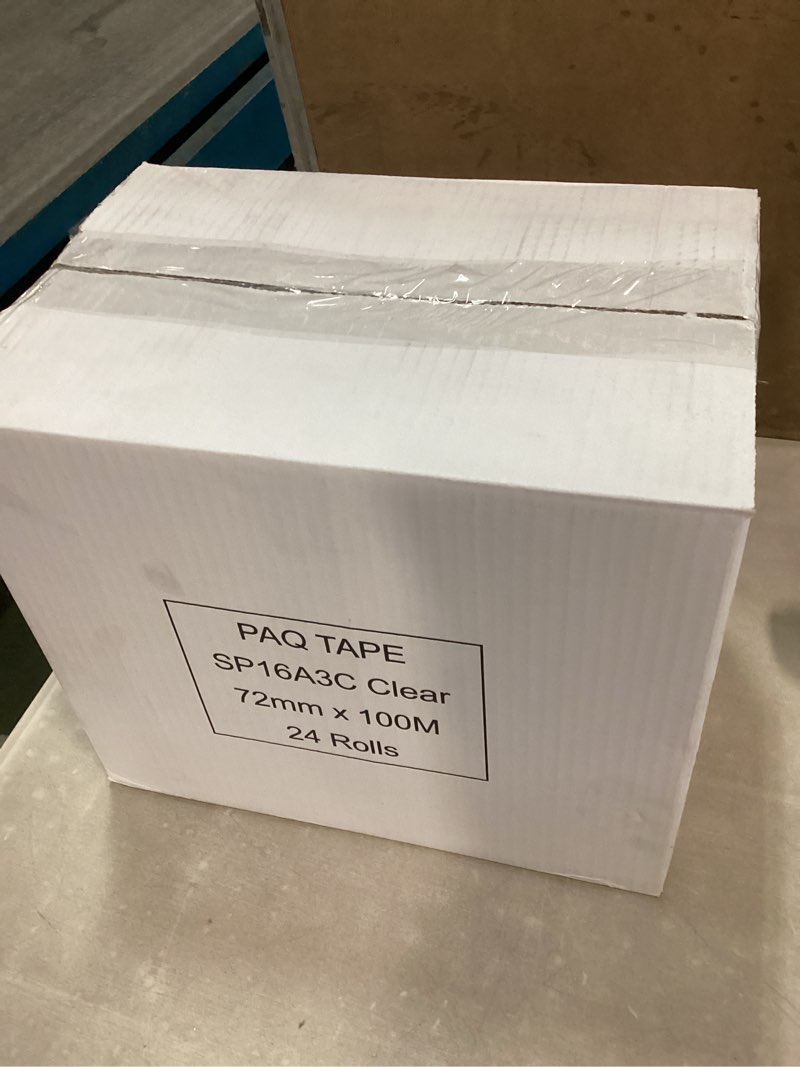 PAQ TAPE
SP16A3C Clear
72mm x 100M
24 Rolls